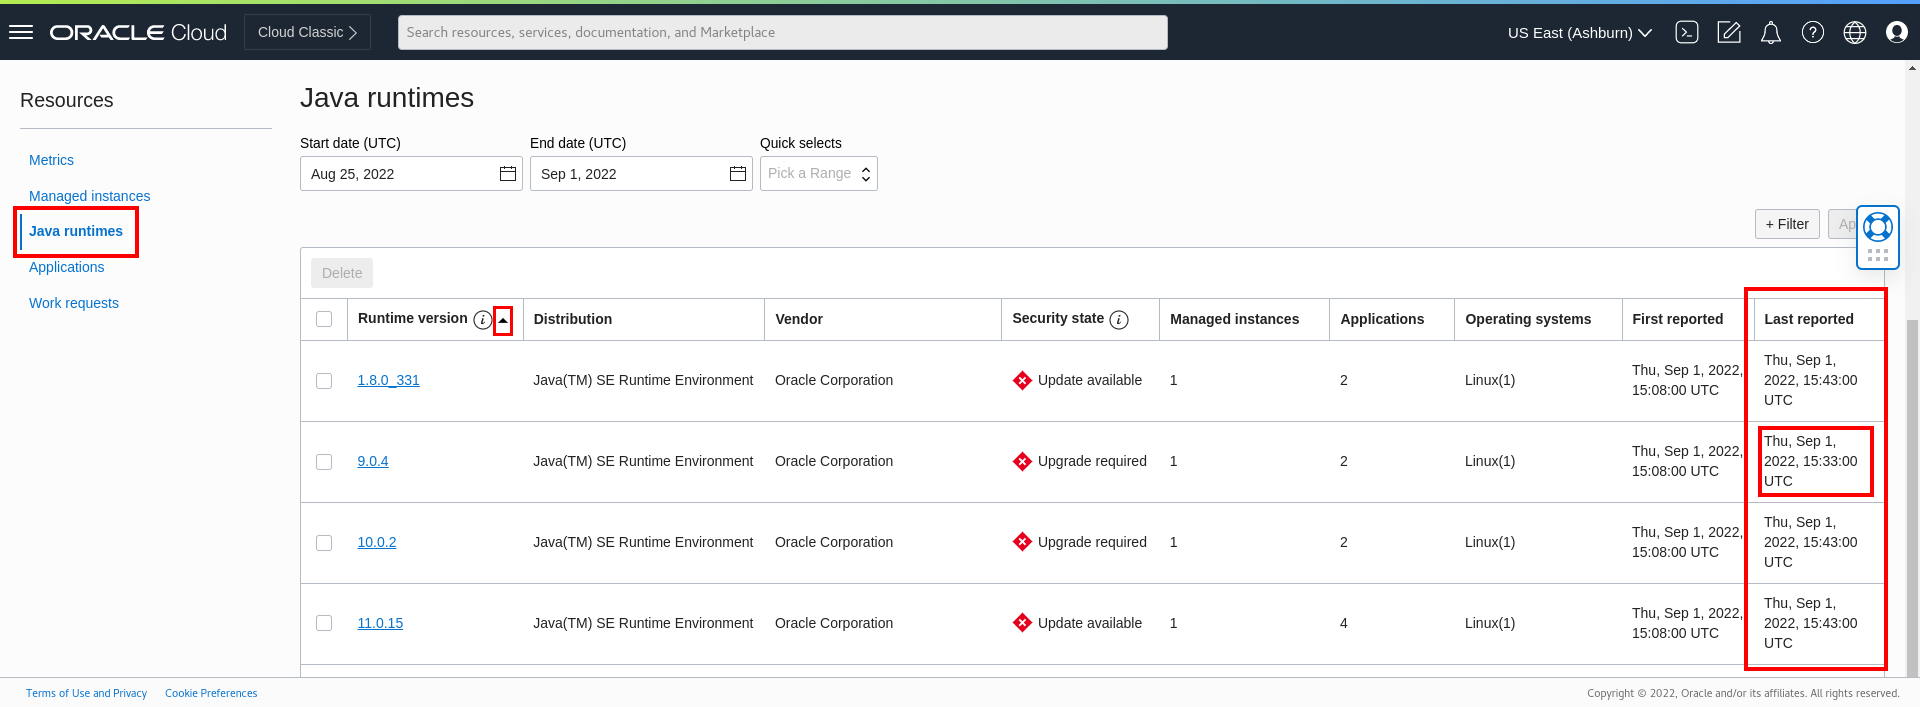 ORACLE Cloud
Cloud Classic
Search resources, services, documentation, and Marketplace
US East (Ashburn)
Resources
Metrics
Managed instances
Java runtimes
Applications
Work requests
Java runtimes
Start date (UTC)
End date (UTC)
Quick selects
Aug 25, 2022
Sep 1, 2022
Pick a Range
+ Filter
Ap
Delete
Runtime version
Distribution
Vendor
Security state
Managed instances
Applications
Operating systems
First reported
Last reported
1.8.0_331
Java(TM) SE Runtime Environment
Oracle Corporation
Update available
1
2
Linux(1)
Thu, Sep 1, 2022,
15:08:00 UTC
Thu, Sep 1,
2022, 15:43:00
UTC
9.0.4
Java(TM) SE Runtime Environment
Oracle Corporation
Upgrade required
1
2
Linux(1)
Thu, Sep 1, 2022,
15:08:00 UTC
Thu, Sep 1,
2022, 15:33:00
UTC
10.0.2
Java(TM) SE Runtime Environment
Oracle Corporation
Upgrade required
1
2
Linux(1)
Thu, Sep 1, 2022,
15:08:00 UTC
Thu, Sep 1,
2022, 15:43:00
UTC
11.0.15
Java(TM) SE Runtime Environment
Oracle Corporation
Update available
1
4
Linux(1)
Thu, Sep 1, 2022,
15:08:00 UTC
Thu, Sep 1,
2022, 15:43:00
UTC
Terms of Use and Privacy
Cookie Preferences
Copyright © 2022, Oracle and/or its affiliates. All rights reserved.